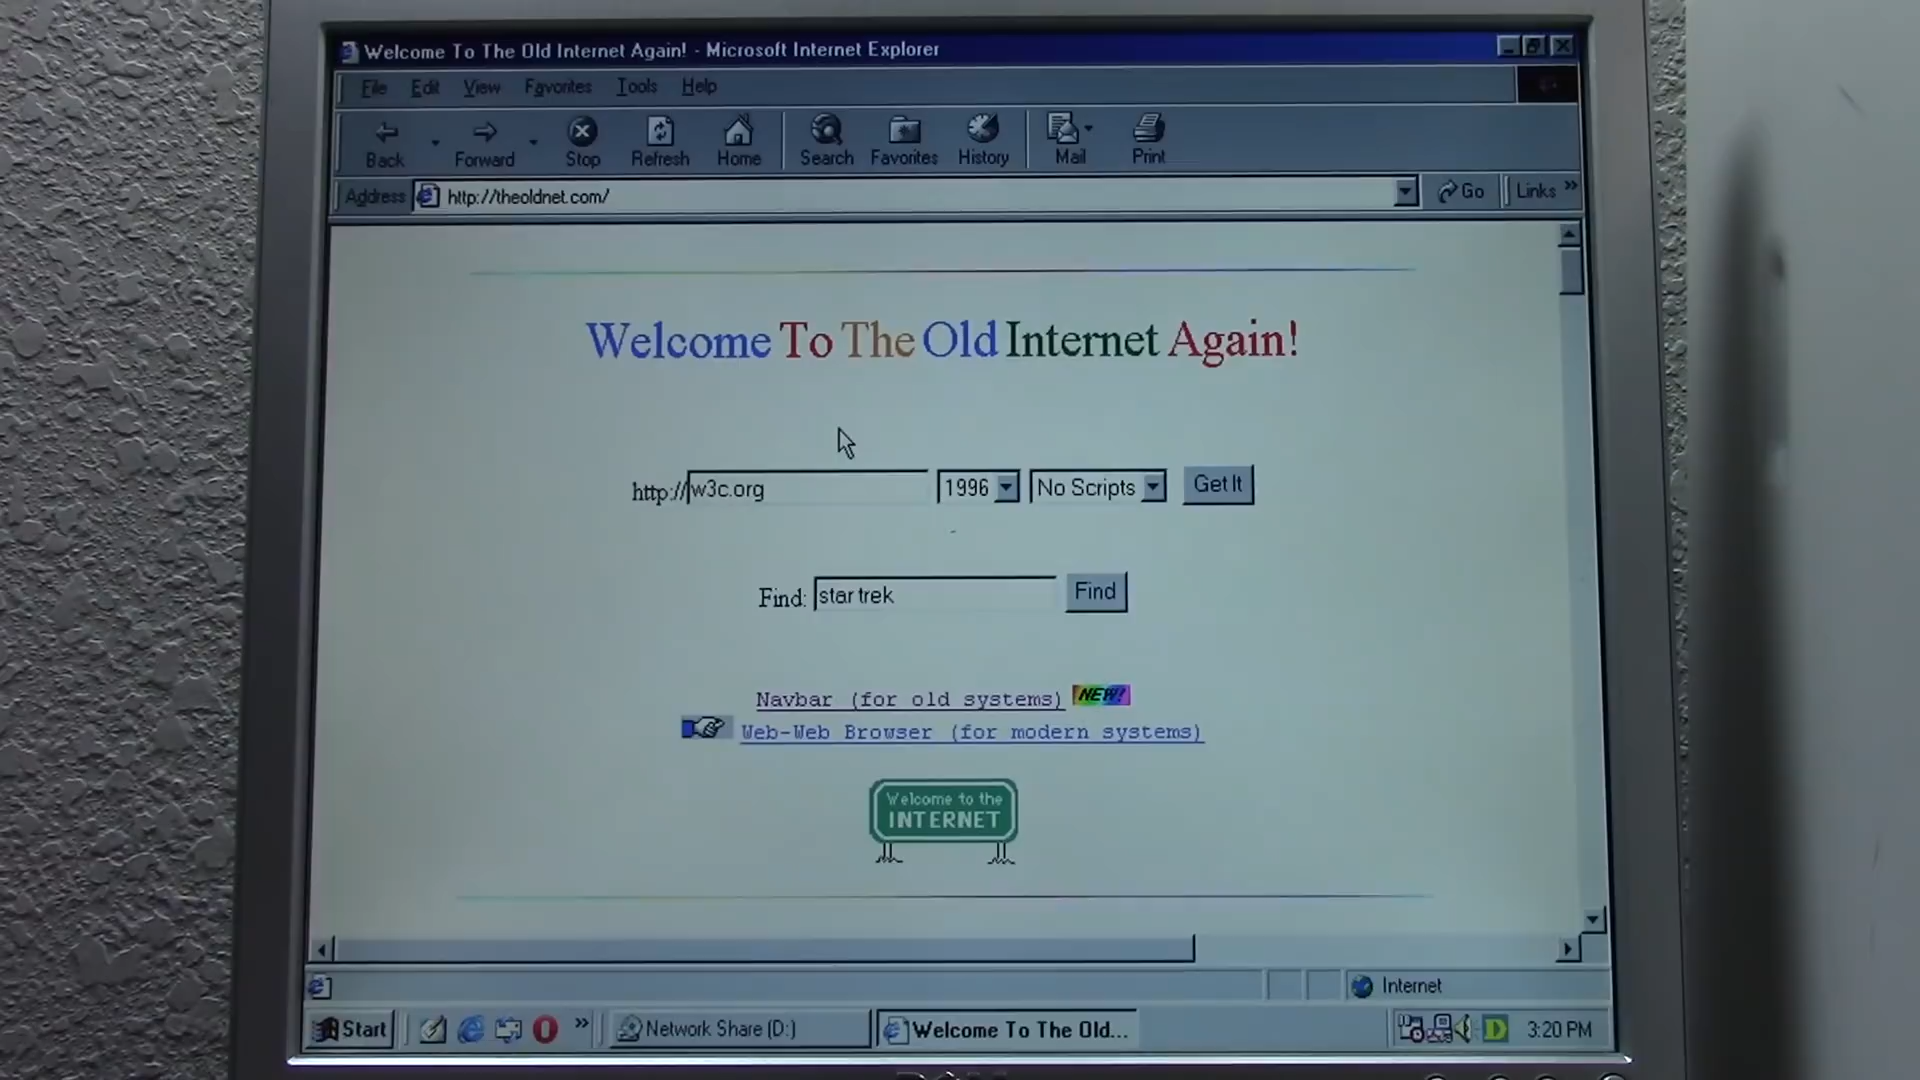 Welcome To The Old Internet Again! - Microsoft Internet Explorer
File Edit View Favorites Tools Help
Back Forward Stop Refresh Home Search Favorites History Mail Print
Address http://theoldnet.com/ Go Links »
Welcome To The Old Internet Again!
http://w3c.org 1996 No Scripts Get It
Find: star trek Find
Navbar (for old systems) NEW!
Web-Web Browser (for modern systems)
Welcome to the
INTERNET
Internet
Start » Network Share (D:) Welcome To The Old... D 3:20 PM